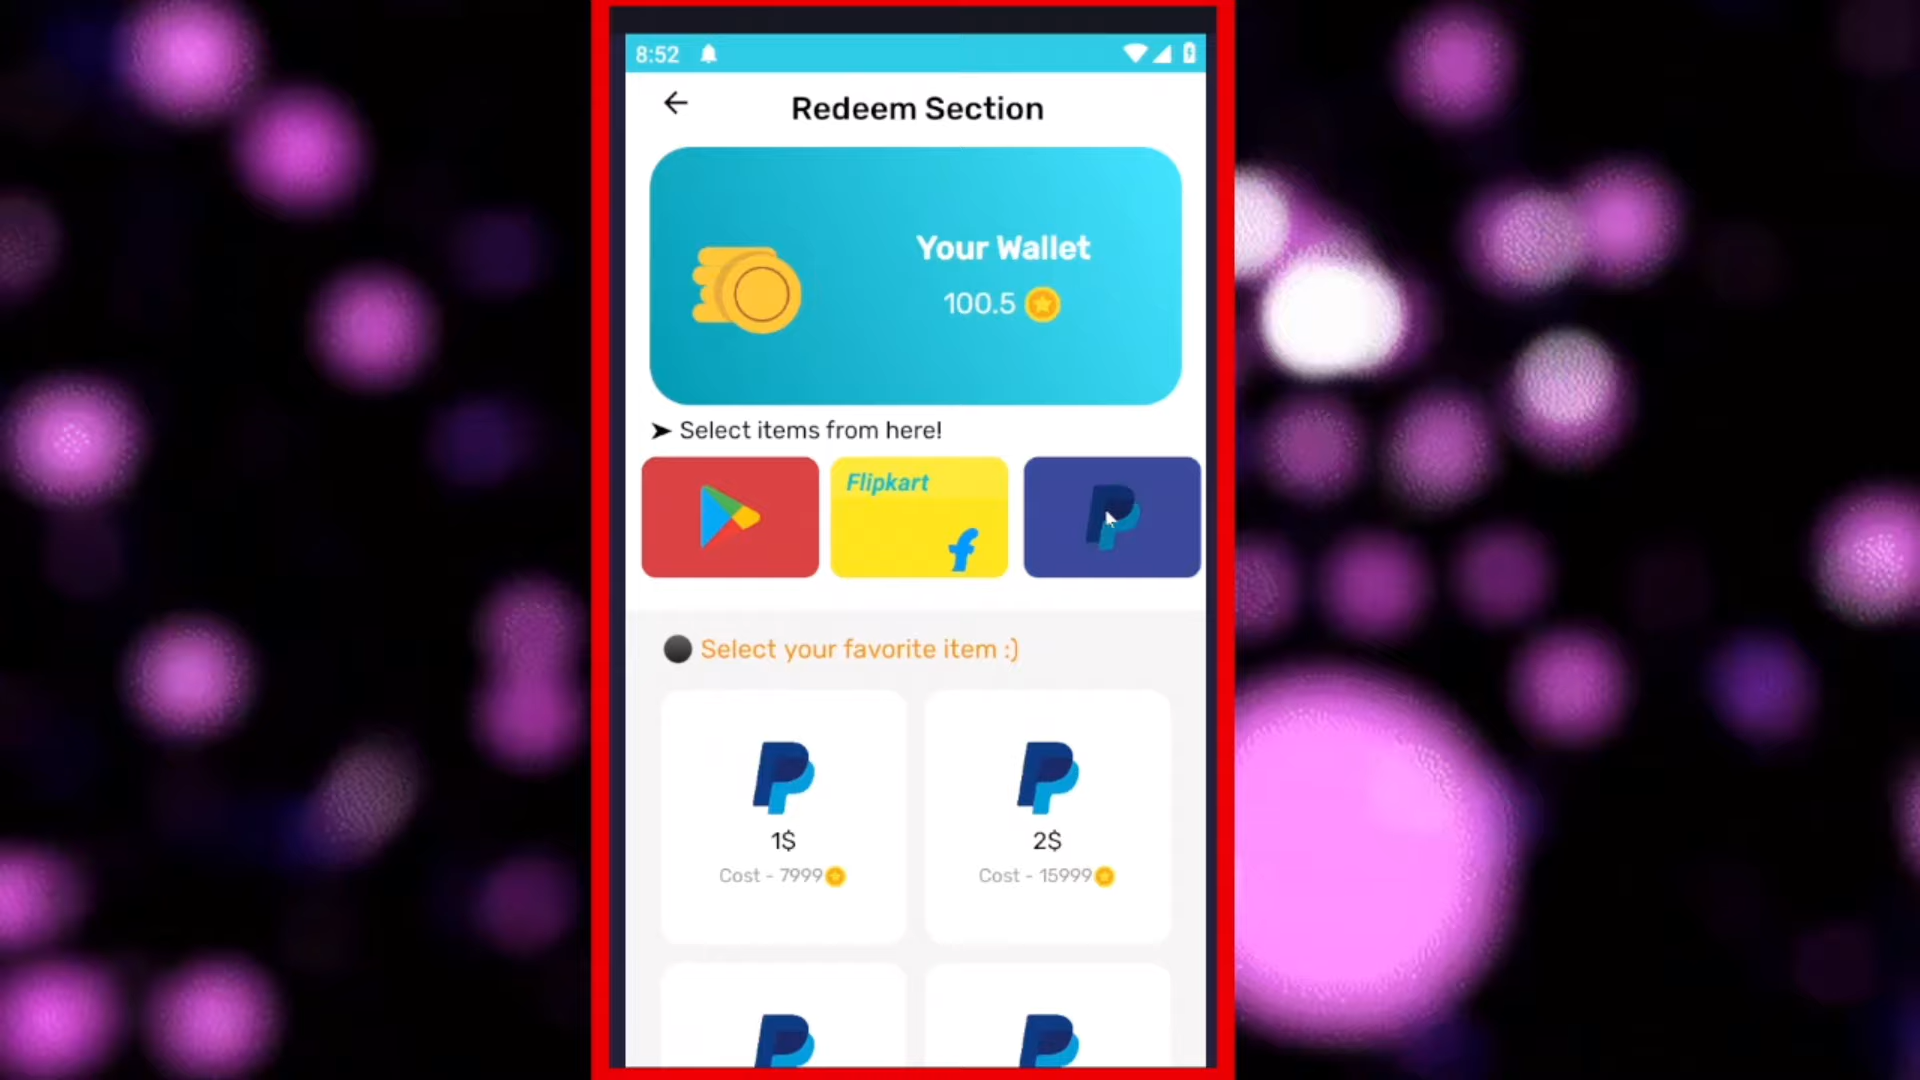 8:52
Redeem Section
Your Wallet
100.5
➤ Select items from here!
Flipkart
Select your favorite item :)
1$
2$
Cost - 7999
Cost - 15999